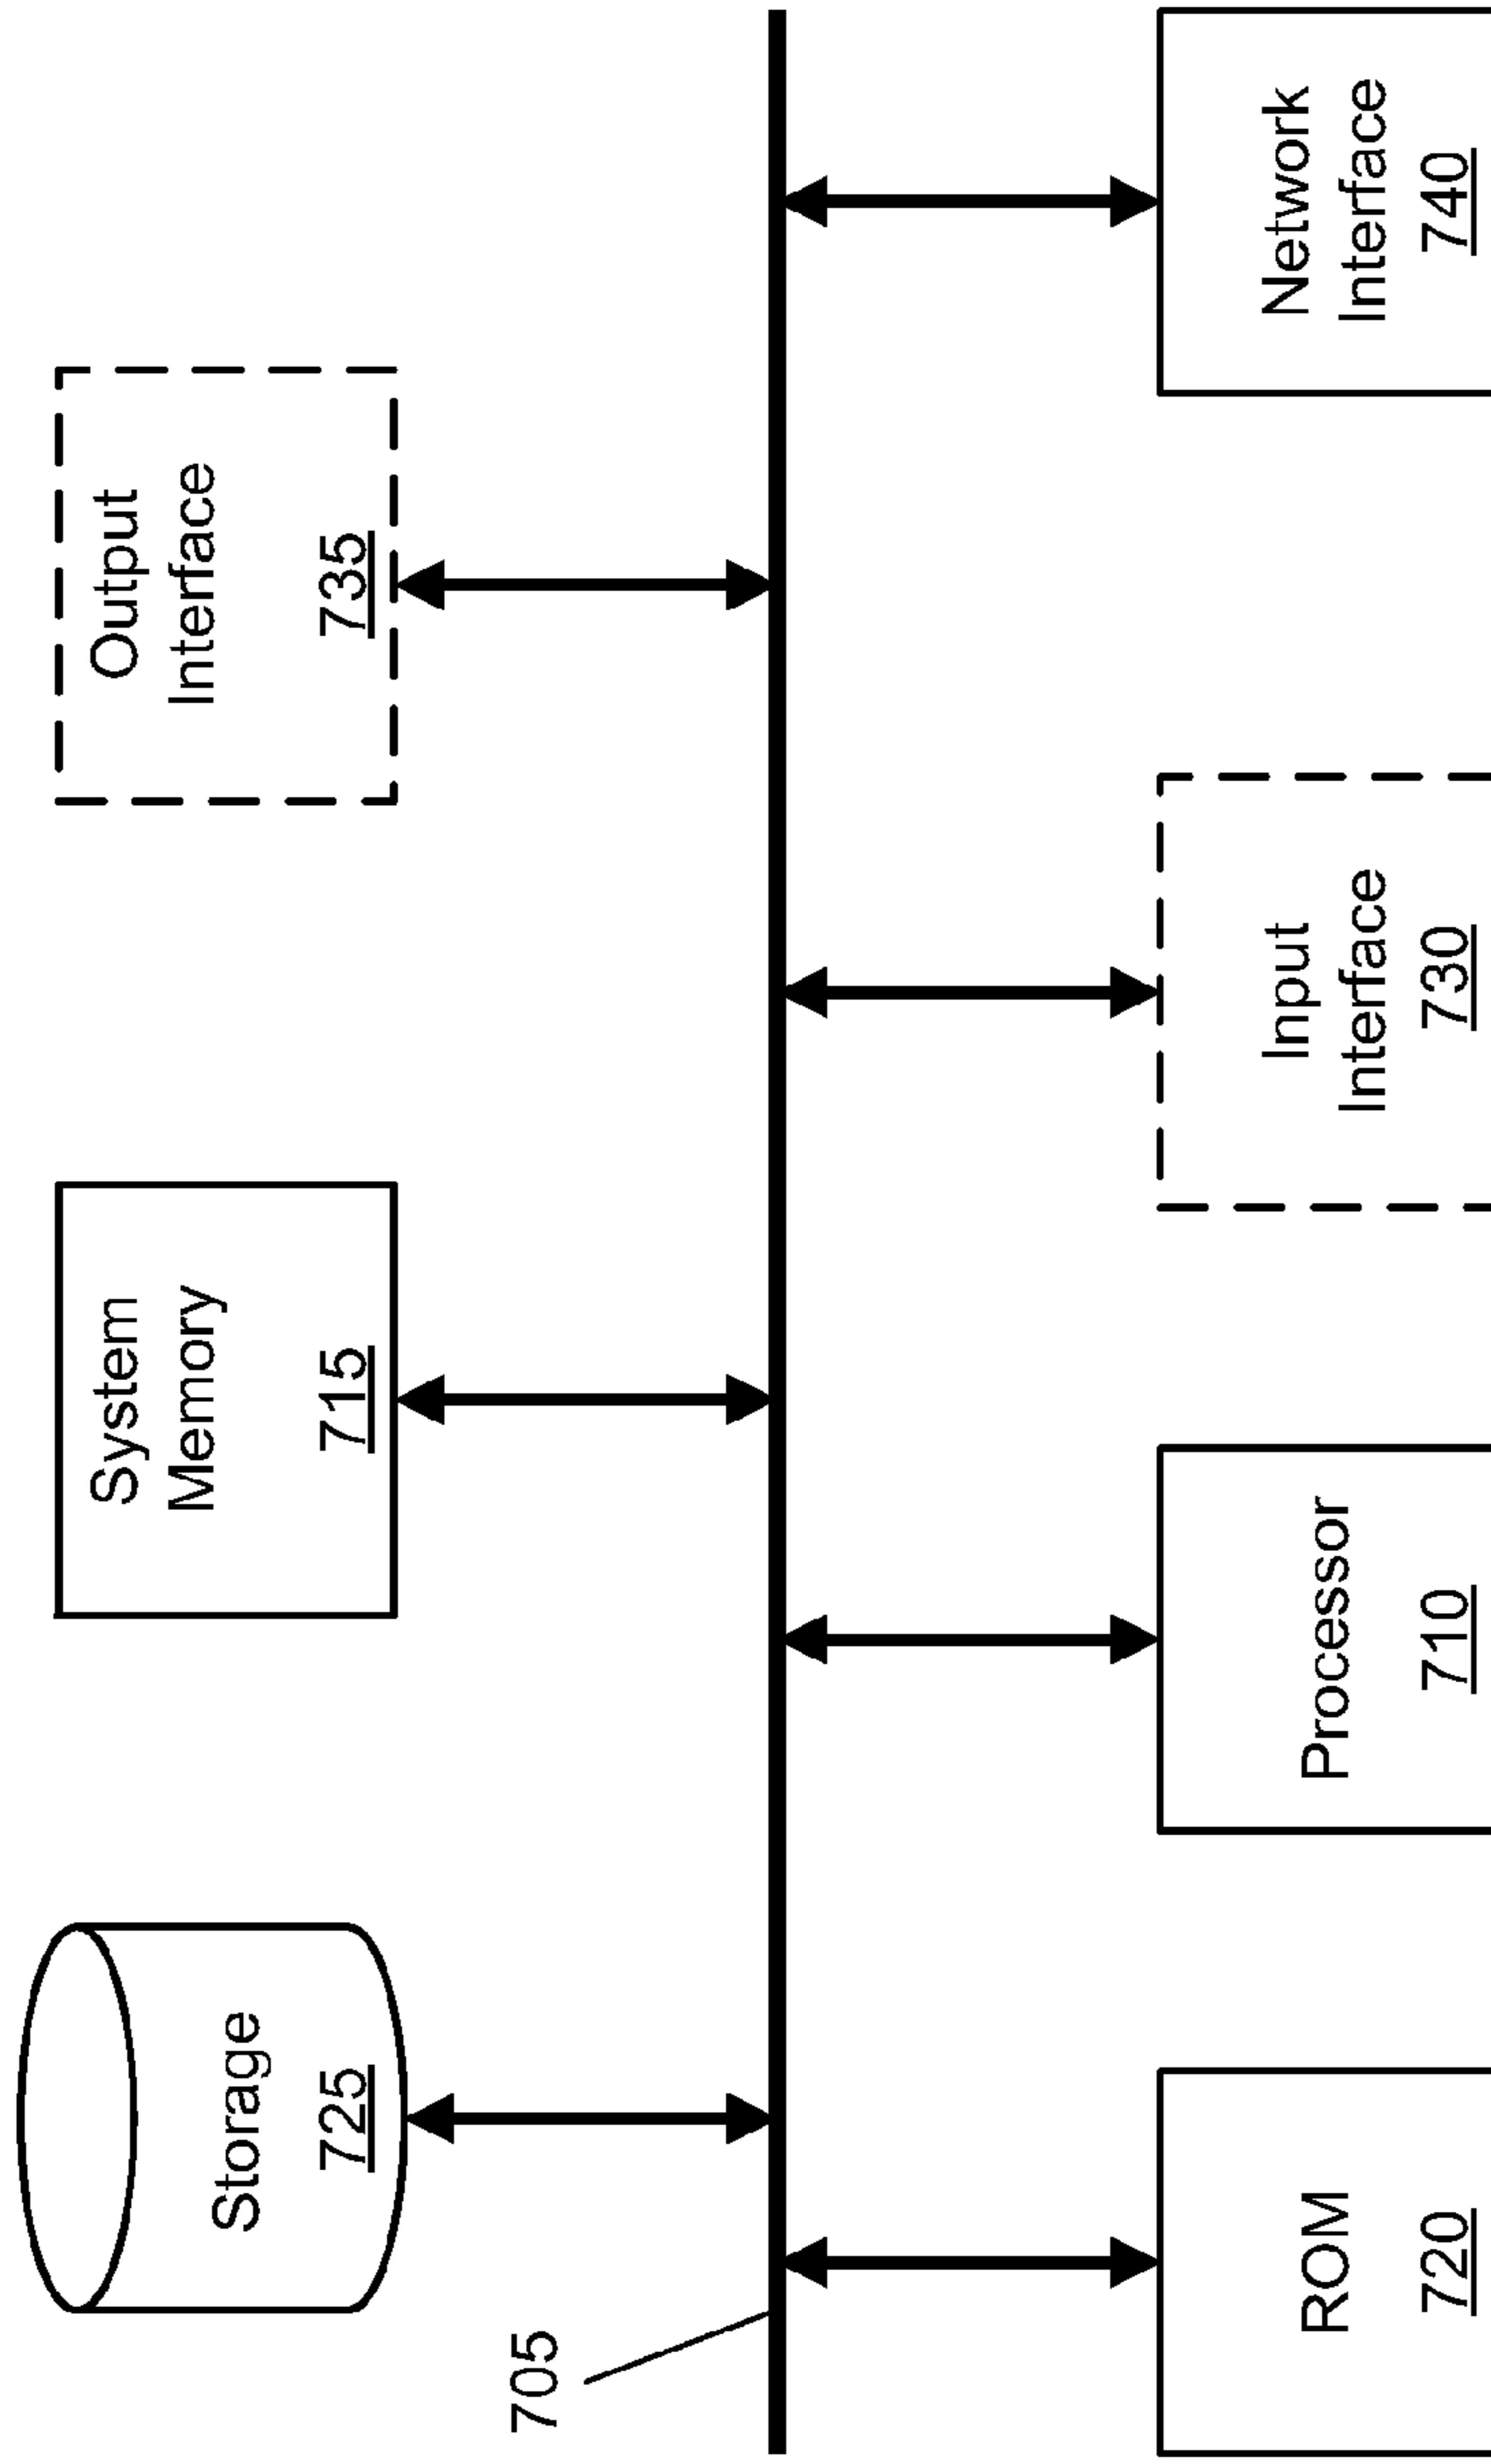 Storage
725
System
Memory
715
Output
Interface
735
705
ROM
720
Processor
710
Input
Interface
730
Network
Interface
740